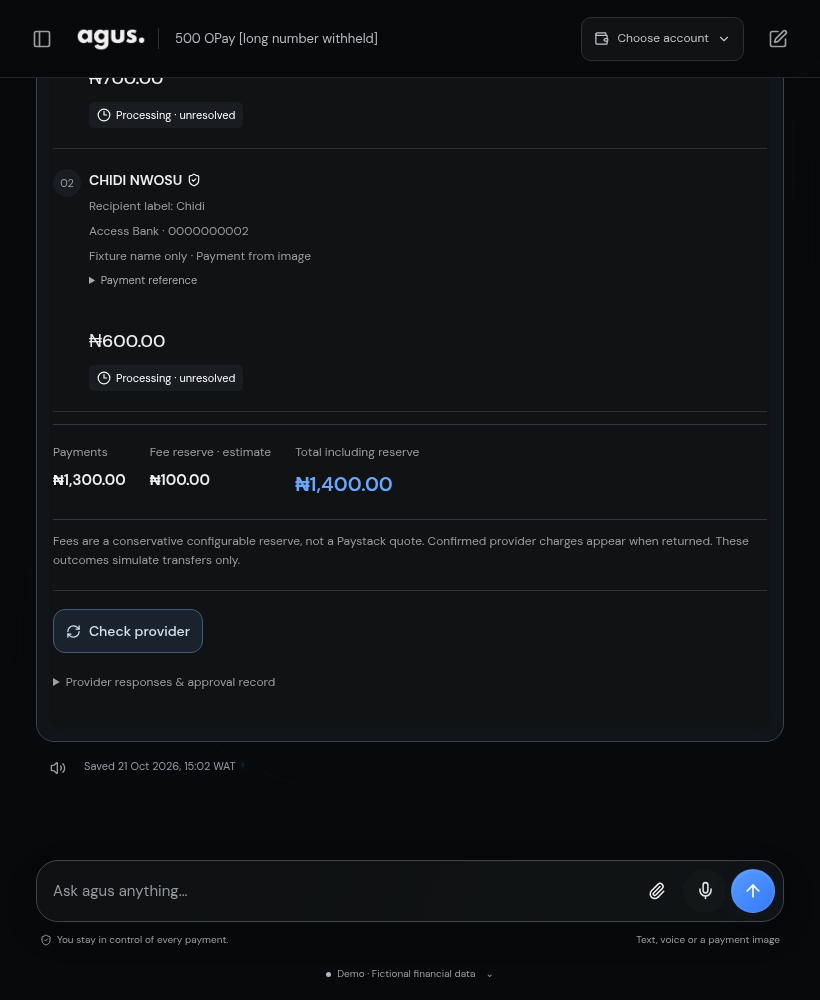 agus.
500 OPay [long number withheld]
Choose account
₦700.00
Processing · unresolved
02
CHIDI NWOSU
Recipient label: Chidi
Access Bank · 0000000002
Fixture name only · Payment from image
Payment reference
₦600.00
Processing · unresolved
Payments
Fee reserve · estimate
Total including reserve
₦1,300.00
₦100.00
₦1,400.00
Fees are a conservative configurable reserve, not a Paystack quote. Confirmed provider charges appear when returned. These
outcomes simulate transfers only.
Check provider
Provider responses & approval record
Saved 21 Oct 2026, 15:02 WAT
Ask agus anything...
You stay in control of every payment.
Text, voice or a payment image
Demo · Fictional financial data